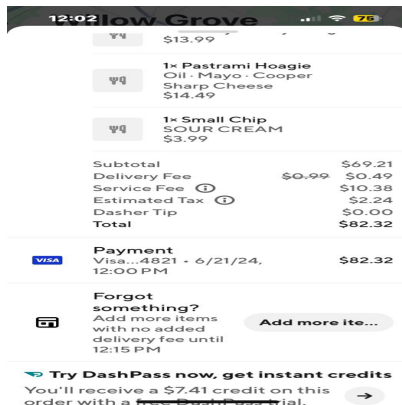 12:02
Willow Grove
75
$13.99
1× Pastrami Hoagie
Oil · Mayo · Cooper
Sharp Cheese
$14.49
1× Small Chip
SOUR CREAM
$3.99
Subtotal $69.21
Delivery Fee $0.99 $0.49
Service Fee $10.38
Estimated Tax $2.24
Dasher Tip $0.00
Total $82.32
Payment
VISA Visa...4821 • 6/21/24, $82.32
12:00 PM
Forgot
something?
Add more items
with no added
delivery fee until
12:15 PM
Add more ite...
Try DashPass now, get instant credits
You'll receive a $7.41 credit on this
order with a free DashPass trial.